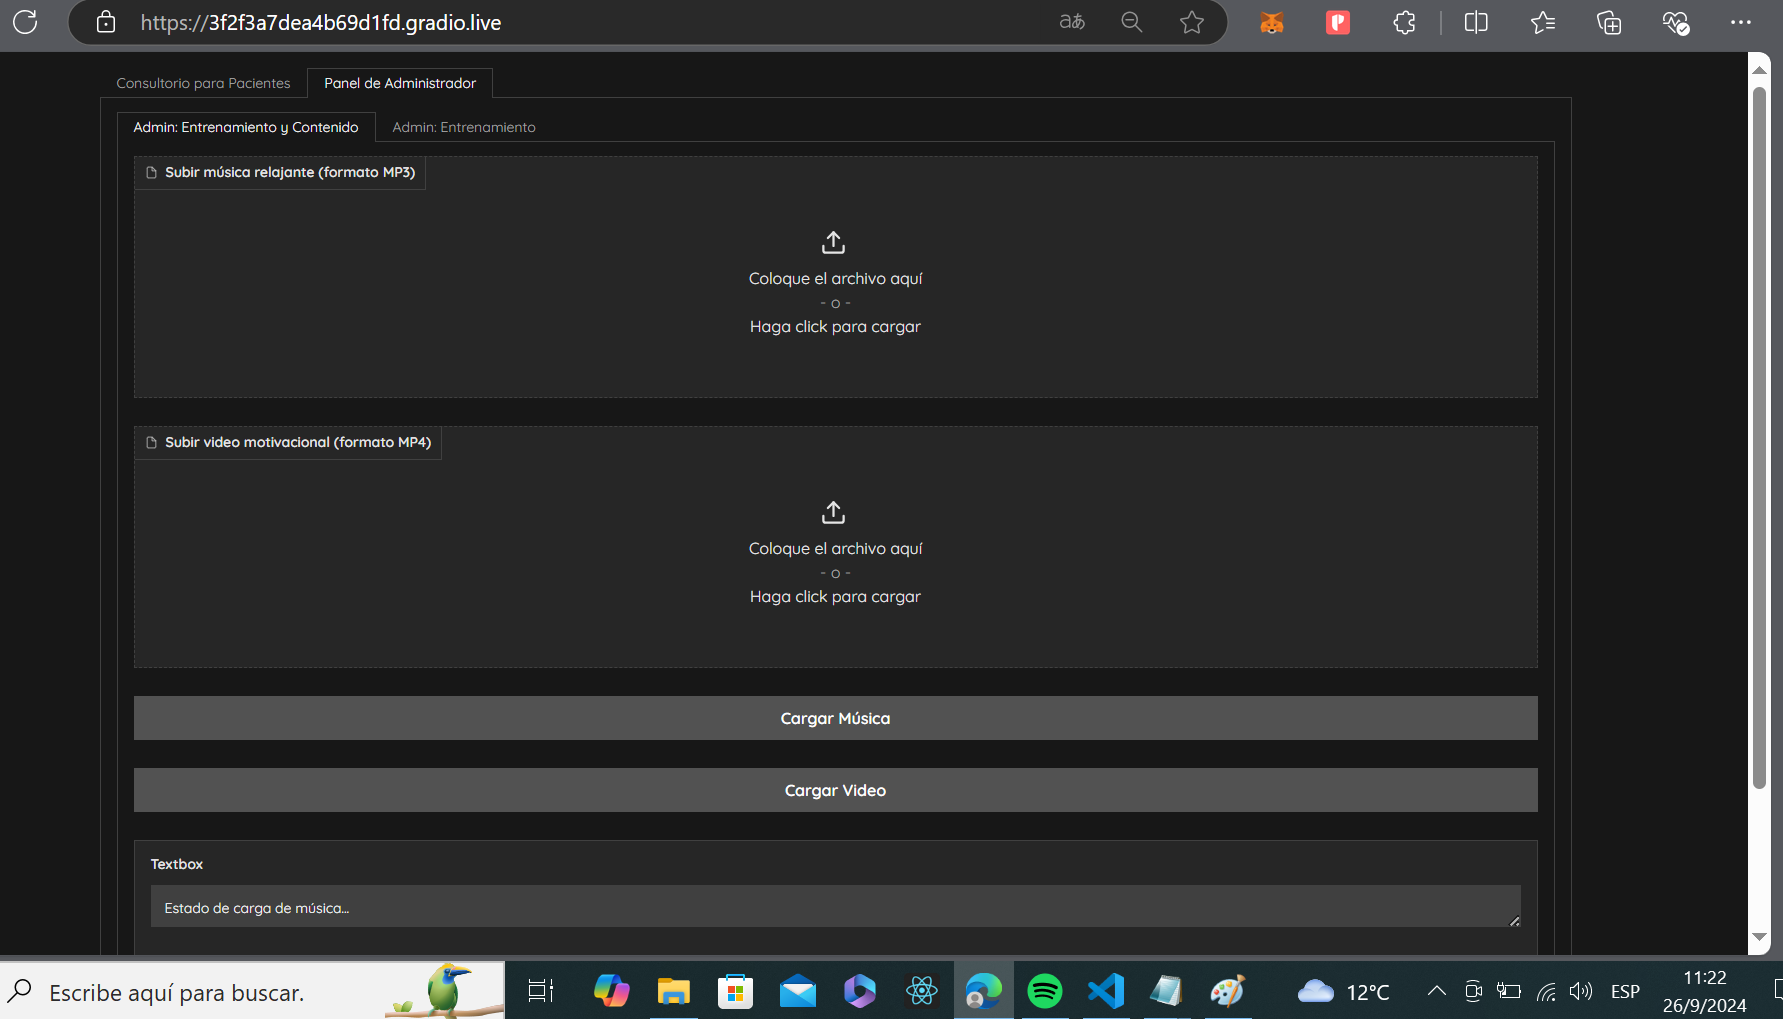 https://3f2f3a7dea4b69d1fd.gradio.live
aあ
Consultorio para Pacientes
Panel de Administrador
Admin: Entrenamiento y Contenido
Admin: Entrenamiento
Subir música relajante (formato MP3)
Coloque el archivo aquí
- o -
Haga click para cargar
Subir video motivacional (formato MP4)
Coloque el archivo aquí
- o -
Haga click para cargar
Cargar Música
Cargar Video
Textbox
Estado de carga de música...
Escribe aquí para buscar.
12°C
ESP
11:22
26/9/2024